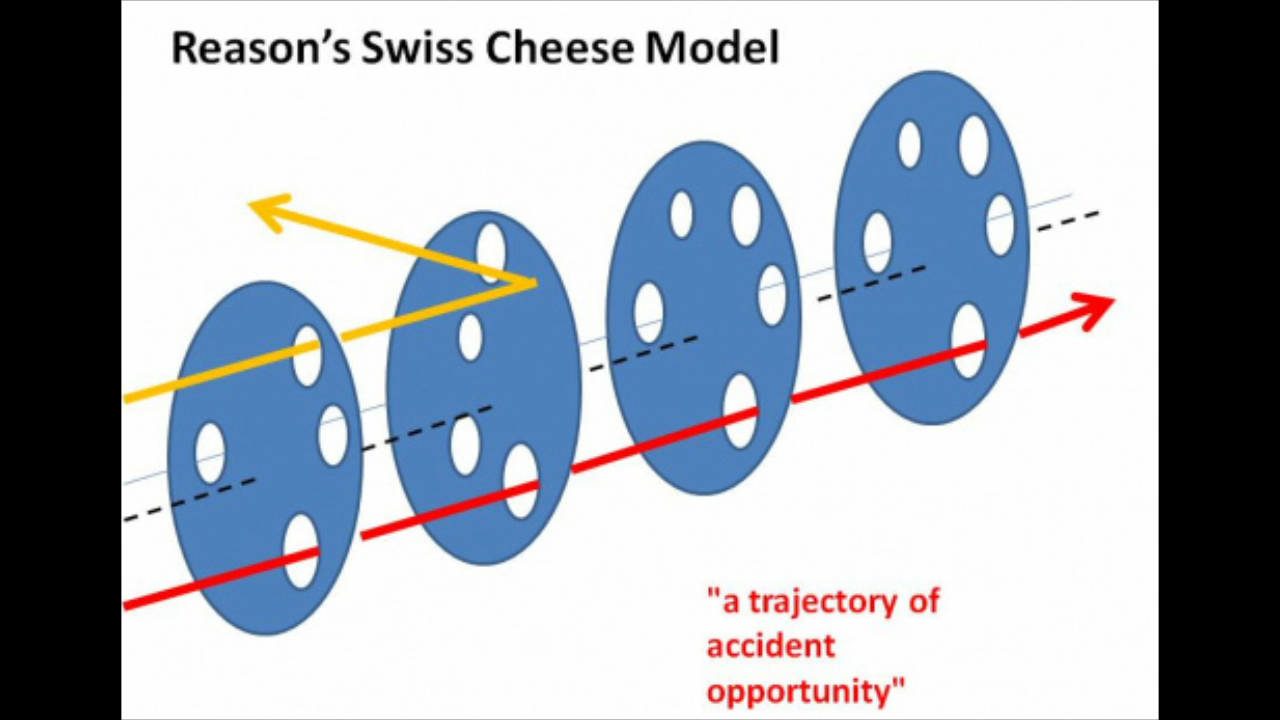 Reason’s Swiss Cheese Model
"a trajectory of
accident
opportunity"